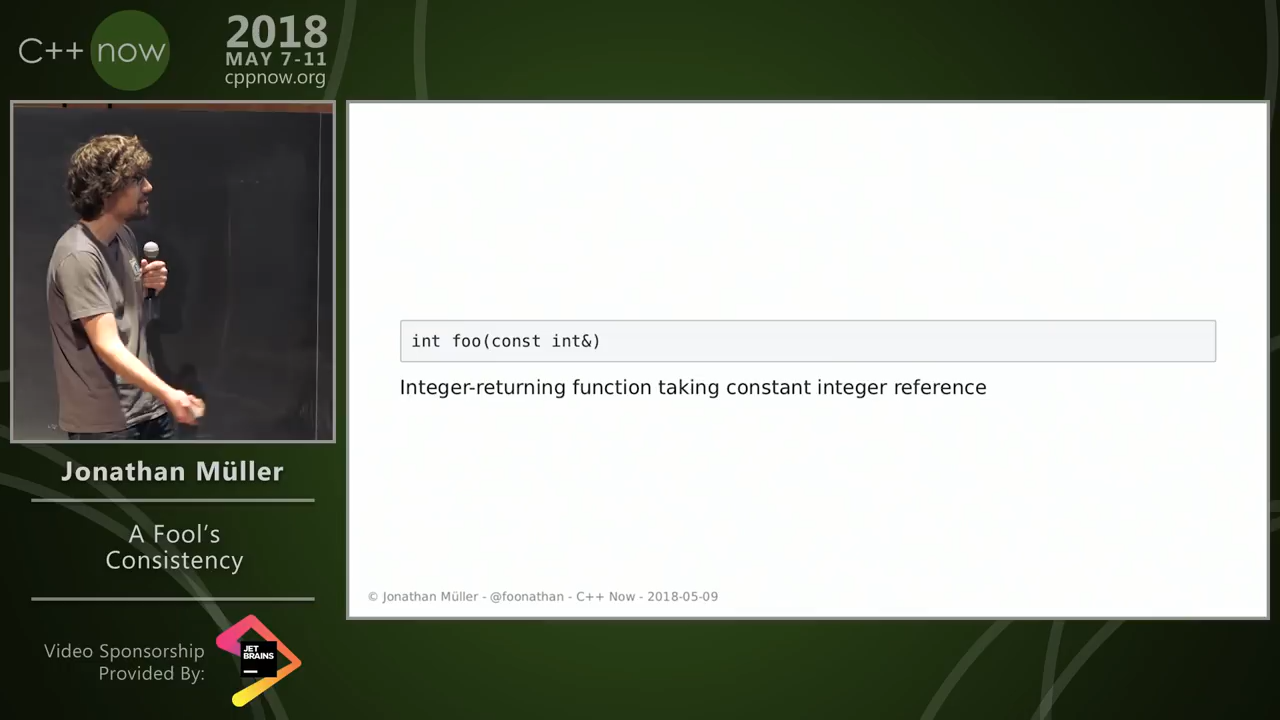 C++ now
2018
MAY 7-11
cppnow.org
int foo(const int&)
Integer-returning function taking constant integer reference
© Jonathan Müller - @foonathan - C++ Now - 2018-05-09
Jonathan Müller
A Fool’s
Consistency
Video Sponsorship
Provided By:
JET
BRAINS